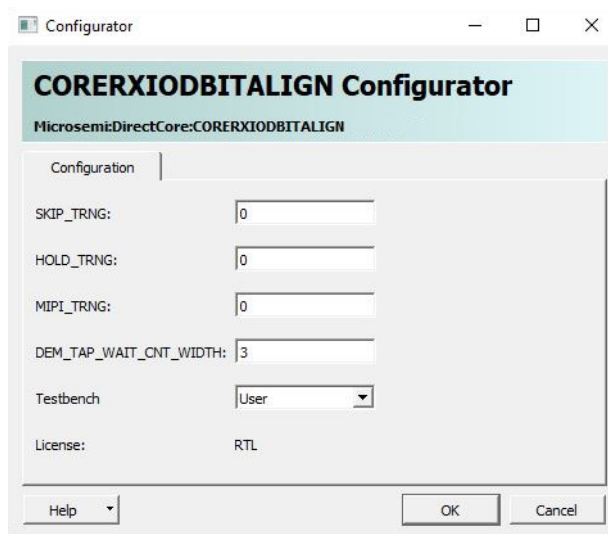 Configurator
CORERXIODBITALIGN Configurator
Microsemi:DirectCore:CORERXIODBITALIGN
Configuration
SKIP_TRNG: 0
HOLD_TRNG: 0
MIPI_TRNG: 0
DEM_TAP_WAIT_CNT_WIDTH: 3
Testbench User
License: RTL
Help OK Cancel